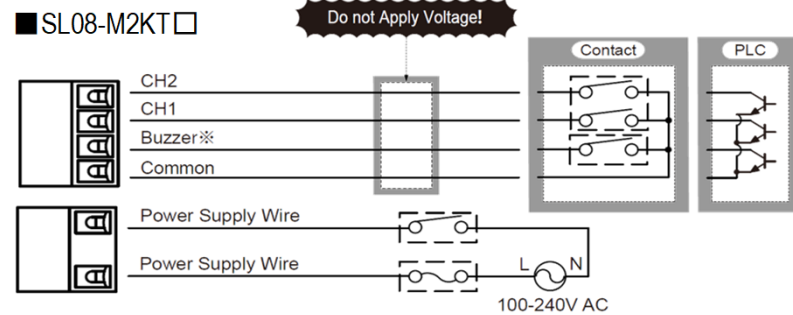 ■SL08-M2KT□
Do not Apply Voltage!
Contact
PLC
CH2
CH1
Buzzer※
Common
Power Supply Wire
Power Supply Wire
L
N
100-240V AC